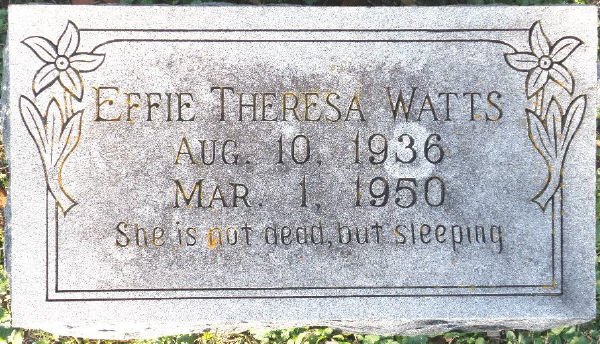 EFFIE THERESA WATTS
AUG. 10, 1936
MAR. 1, 1950
She is not dead, but sleeping